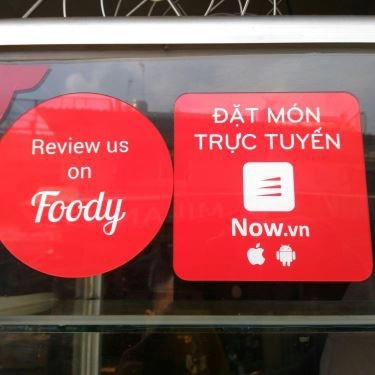 Review us
on
Foody
ĐẶT MÓN
TRỰC TUYẾN
Now.vn